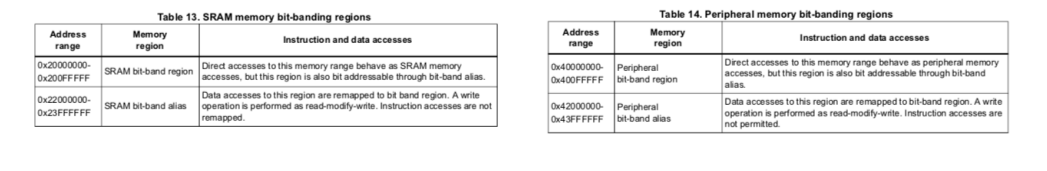 Table 13. SRAM memory bit-banding regions
Address range
Memory region
Instruction and data accesses
0x20000000-
0x200FFFFF
SRAM bit-band region
Direct accesses to this memory range behave as SRAM memory
accesses, but this region is also bit addressable through bit-band alias.
0x22000000-
0x23FFFFFF
SRAM bit-band alias
Data accesses to this region are remapped to bit band region. A write
operation is performed as read-modify-write. Instruction accesses are not
remapped.
Table 14. Peripheral memory bit-banding regions
Address range
Memory region
Instruction and data accesses
0x40000000-
0x400FFFFF
Peripheral
bit-band region
Direct accesses to this memory range behave as peripheral memory
accesses, but this region is also bit addressable through bit-band
alias.
0x42000000-
0x43FFFFFF
Peripheral
bit-band alias
Data accesses to this region are remapped to bit-band region. A write
operation is performed as read-modify-write. Instruction accesses are
not permitted.